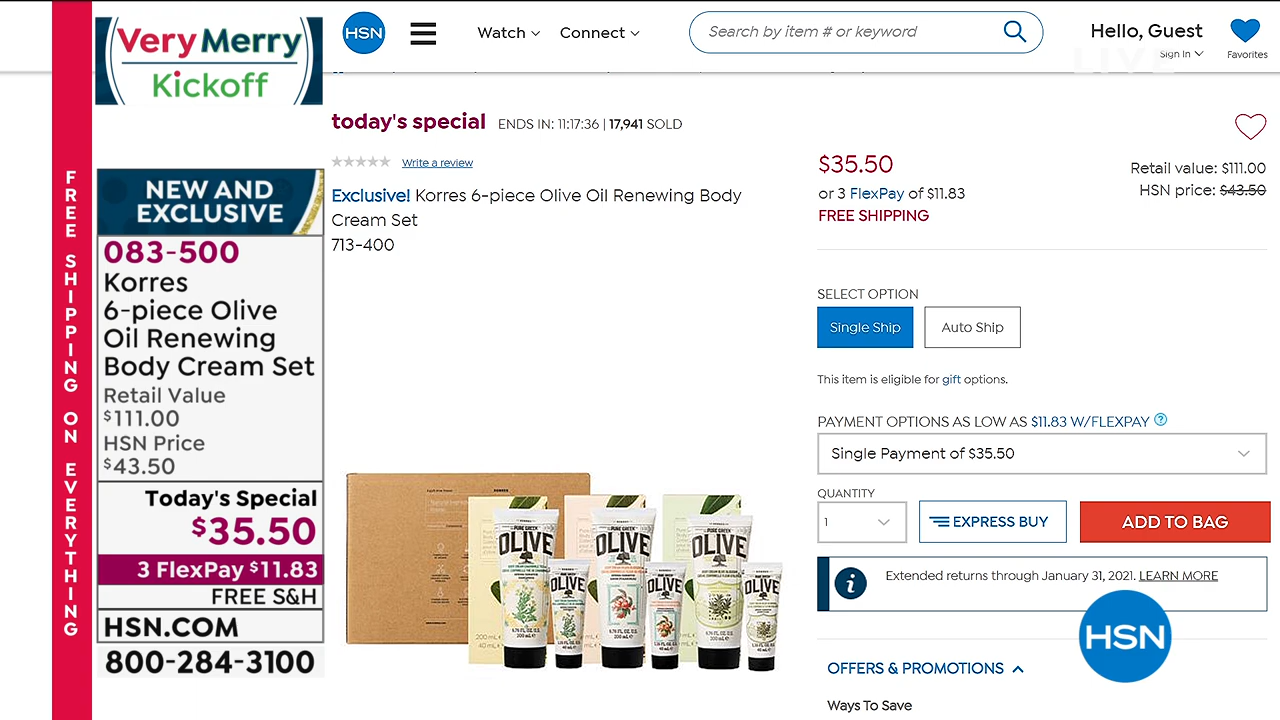 Very Merry
Kickoff
HSN
Watch
Connect
Search by item # or keyword
Hello, Guest
Sign In
Favorites
LIVE
FREE SHIPPING ON EVERYTHING
NEW AND
EXCLUSIVE
083-500
Korres
6-piece Olive
Oil Renewing
Body Cream Set
Retail Value
$111.00
HSN Price
$43.50
Today's Special
$35.50
3 FlexPay $11.83
FREE S&H
HSN.COM
800-284-3100
today's special ENDS IN: 11:17:36 | 17,941 SOLD
Write a review
Exclusive! Korres 6-piece Olive Oil Renewing Body
Cream Set
713-400
PURE GREEK
OLIVE
OLIVE
PURE GREEK
OLIVE
OLIVE
PURE GREEK
OLIVE
OLIVE
$35.50
or 3 FlexPay of $11.83
FREE SHIPPING
Retail value: $111.00
HSN price: $43.50
SELECT OPTION
Single Ship
Auto Ship
This item is eligible for gift options.
PAYMENT OPTIONS AS LOW AS $11.83 W/FLEXPAY ?
Single Payment of $35.50
QUANTITY
1
EXPRESS BUY
ADD TO BAG
i
Extended returns through January 31, 2021. LEARN MORE
HSN
OFFERS & PROMOTIONS
Ways To Save